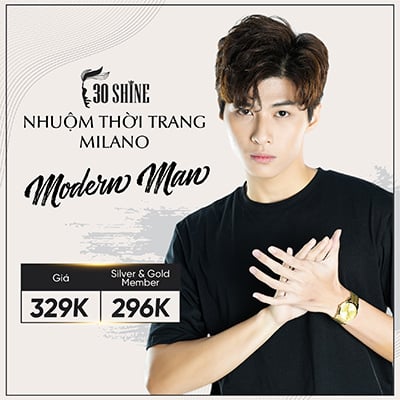 30 SHINE
NHUỘM THỜI TRANG
MILANO
Modern Man
Giá
Silver & Gold
Member
329K
296K